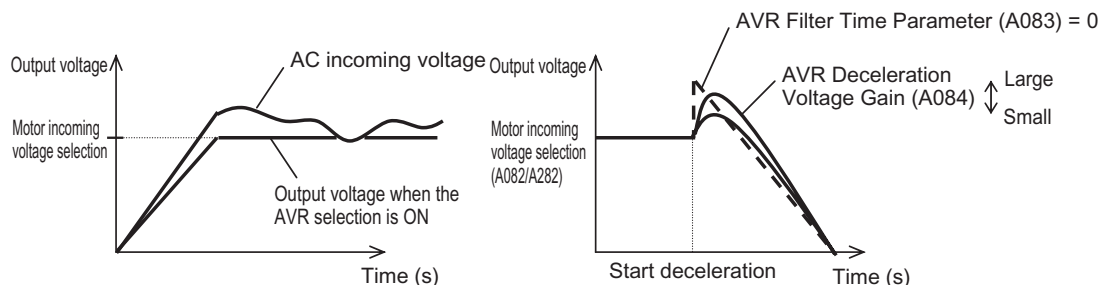 Output voltage
AC incoming voltage
Motor incoming
voltage selection
Output voltage when the
AVR selection is ON
Time (s)
AVR Filter Time Parameter (A083) = 0
Output voltage
AVR Deceleration
Voltage Gain (A084)
Large
Small
Motor incoming
voltage selection
(A082/A282)
Start deceleration
Time (s)